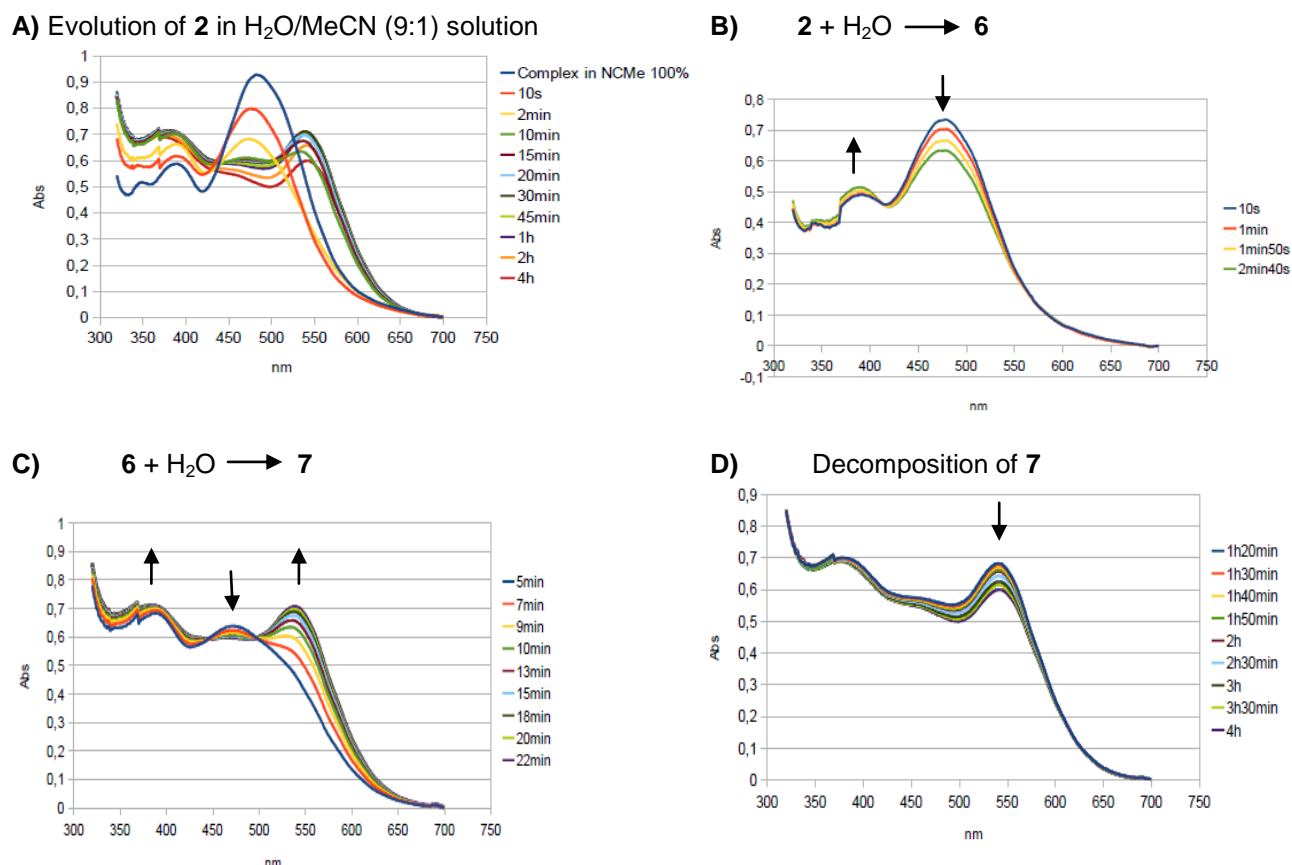 A) Evolution of 2 in H₂O/MeCN (9:1) solution
1
0,9
0,8
0,7
0,6
0,5
0,4
0,3
0,2
0,1
0
Abs
300 350 400 450 500 550 600 650 700 750
nm
Complex in NCMe 100%
10s
2min
10min
15min
20min
30min
45min
1h
2h
4h
B) 2 + H₂O ⟶ 6
0,8
0,7
0,6
0,5
0,4
0,3
0,2
0,1
0
-0,1
Abs
300 350 400 450 500 550 600 650 700 750
nm
10s
1min
1min50s
2min40s
C) 6 + H₂O ⟶ 7
1
0,9
0,8
0,7
0,6
0,5
0,4
0,3
0,2
0,1
0
Abs
300 350 400 450 500 550 600 650 700 750
nm
5min
7min
9min
10min
13min
15min
18min
20min
22min
D) Decomposition of 7
0,9
0,8
0,7
0,6
0,5
0,4
0,3
0,2
0,1
0
Abs
300 350 400 450 500 550 600 650 700 750
nm
1h20min
1h30min
1h40min
1h50min
2h
2h30min
3h
3h30min
4h